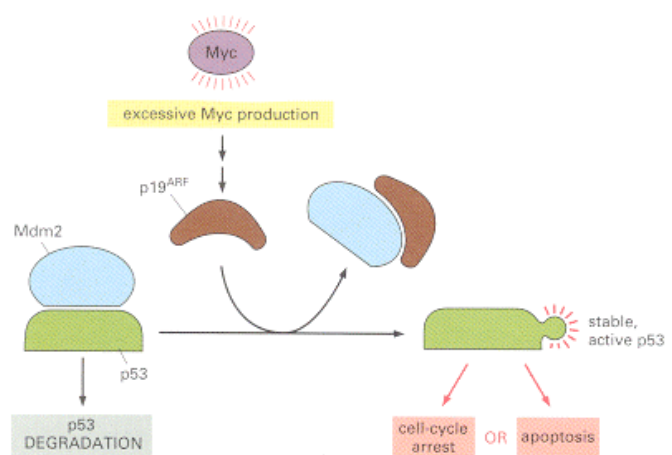 Myc
excessive Myc production
p19ARF
Mdm2
p53
stable,
active p53
p53
DEGRADATION
cell-cycle
arrest
OR
apoptosis